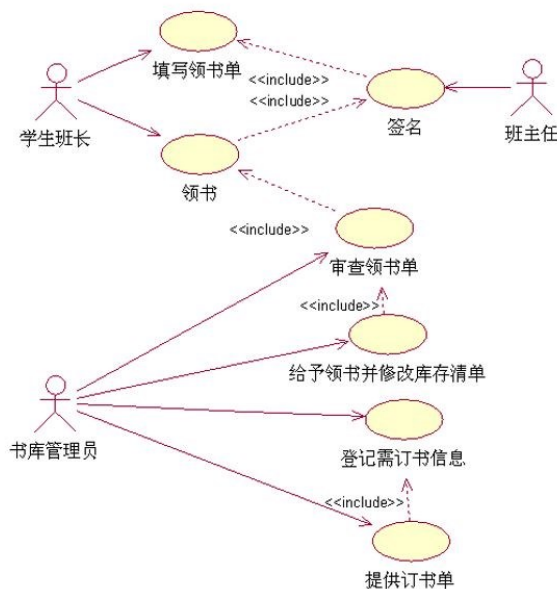 填写领书单
<<include>>
<<include>>
学生班长
签名
班主任
领书
<<include>>
审查领书单
<<include>>
给予领书并修改库存清单
书库管理员
登记需订书信息
<<include>>
提供订书单